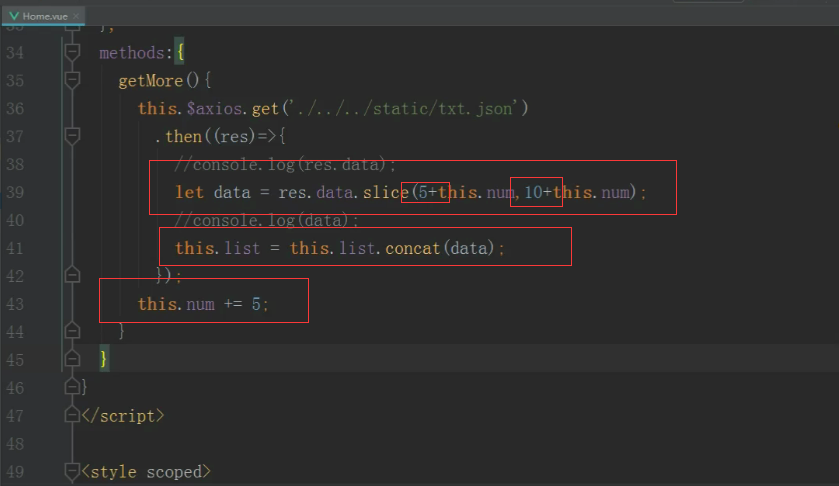 Home.vue
},
34 methods:{
35 getMore(){
36 this.$axios.get('./../../static/txt.json')
37 .then((res)=>{
38 //console.log(res.data);
39 let data = res.data.slice(5+this.num,10+this.num);
40 //console.log(data);
41 this.list = this.list.concat(data);
42 });
43 this.num += 5;
44 }
45 }
46 }
47 </script>
48
49 <style scoped>